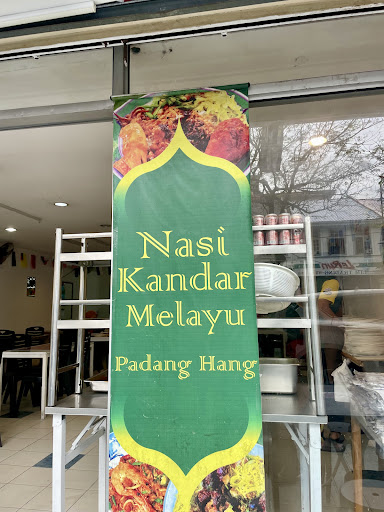 Nasi
Kandar
Melayu
Padang Hang